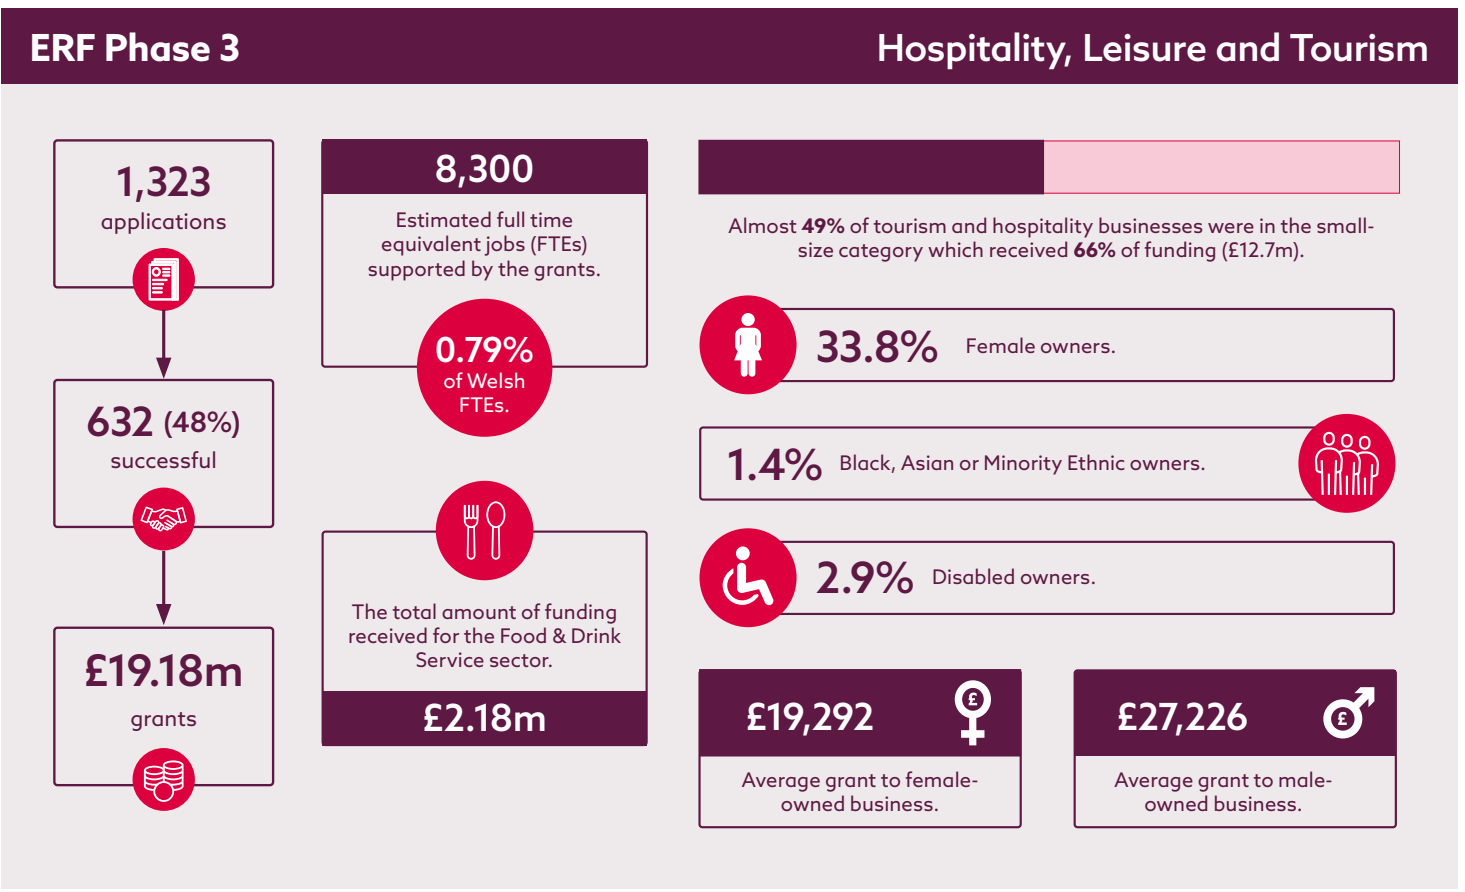 ERF Phase 3
Hospitality, Leisure and Tourism
1,323
applications
632 (48%)
successful
£19.18m
grants
8,300
Estimated full time
equivalent jobs (FTEs)
supported by the grants.
0.79%
of Welsh
FTEs.
The total amount of funding
received for the Food & Drink
Service sector.
£2.18m
Almost 49% of tourism and hospitality businesses were in the small-
size category which received 66% of funding (£12.7m).
33.8% Female owners.
1.4% Black, Asian or Minority Ethnic owners.
2.9% Disabled owners.
£19,292
£
Average grant to female-
owned business.
£27,226
£
Average grant to male-
owned business.